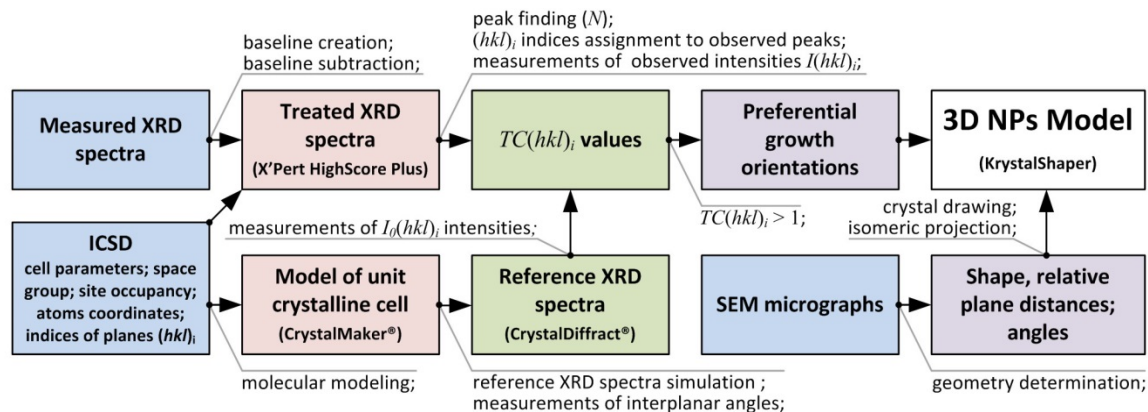 baseline creation;
baseline subtraction;
peak finding (N);
(hkl)i indices assignment to observed peaks;
measurements of observed intensities I(hkl)i;
Measured XRD
spectra
Treated XRD
spectra
(X'Pert HighScore Plus)
TC(hkl)i values
Preferential
growth
orientations
3D NPs Model
(KrystalShaper)
TC(hkl)i > 1;
crystal drawing;
isomeric projection;
measurements of I0(hkl)i intensities;
ICSD
cell parameters; space
group; site occupancy;
atoms coordinates;
indices of planes (hkl)i
Model of unit
crystalline cell
(CrystalMaker®)
Reference XRD
spectra
(CrystalDiffract®)
SEM micrographs
Shape, relative
plane distances;
angles
molecular modeling;
reference XRD spectra simulation ;
measurements of interplanar angles;
geometry determination;